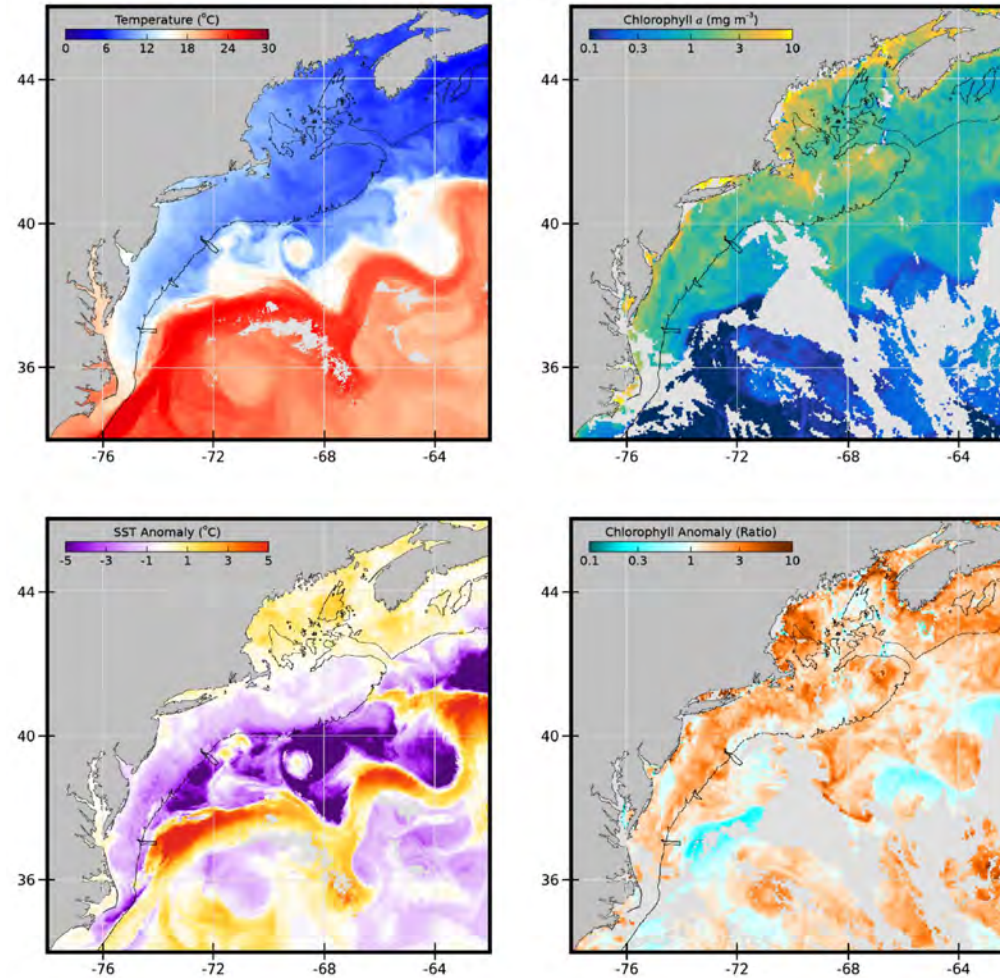 Temperature (°C)
0 6 12 18 24 30
44
40
36
-76 -72 -68 -64
Chlorophyll a (mg m⁻³)
0.1 0.3 1 3 10
44
40
36
-76 -72 -68 -64
SST Anomaly (°C)
-5 -3 -1 1 3 5
44
40
36
-76 -72 -68 -64
Chlorophyll Anomaly (Ratio)
0.1 0.3 1 3 10
44
40
36
-76 -72 -68 -64